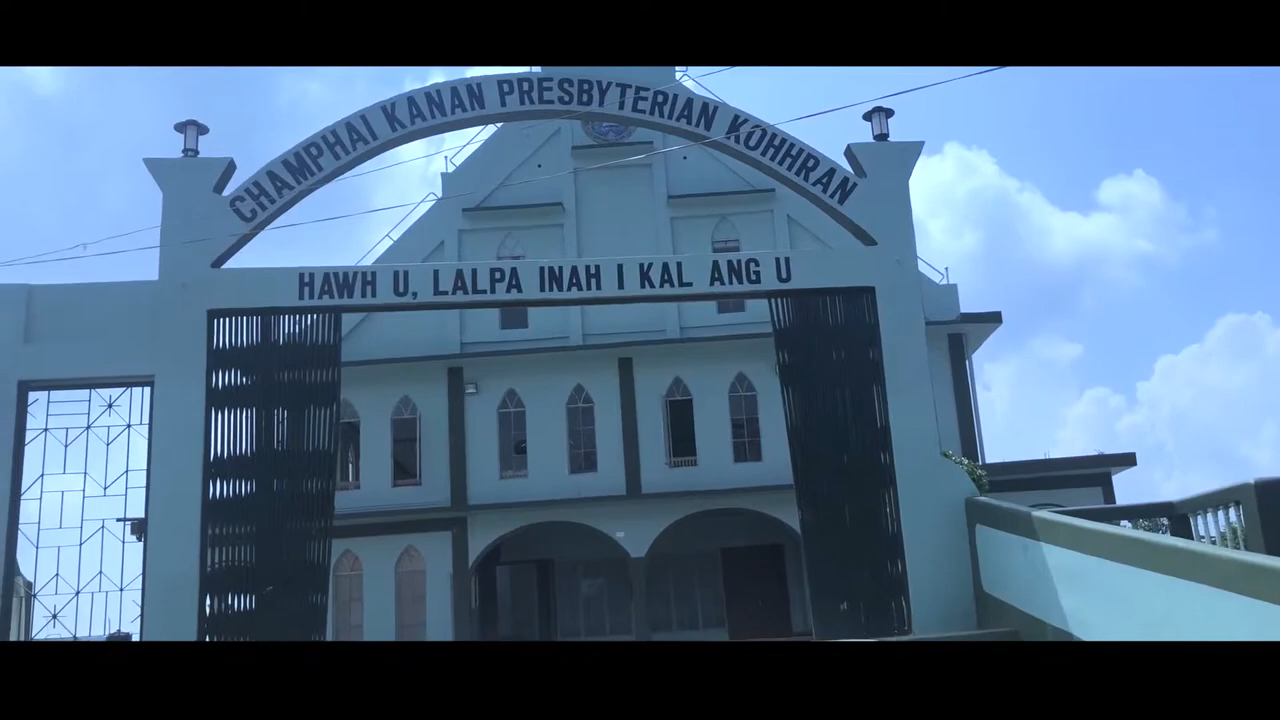 CHAMPHAI KANAN PRESBYTERIAN KOHHRAN
HAWH U, LALPA INAH I KAL ANG U